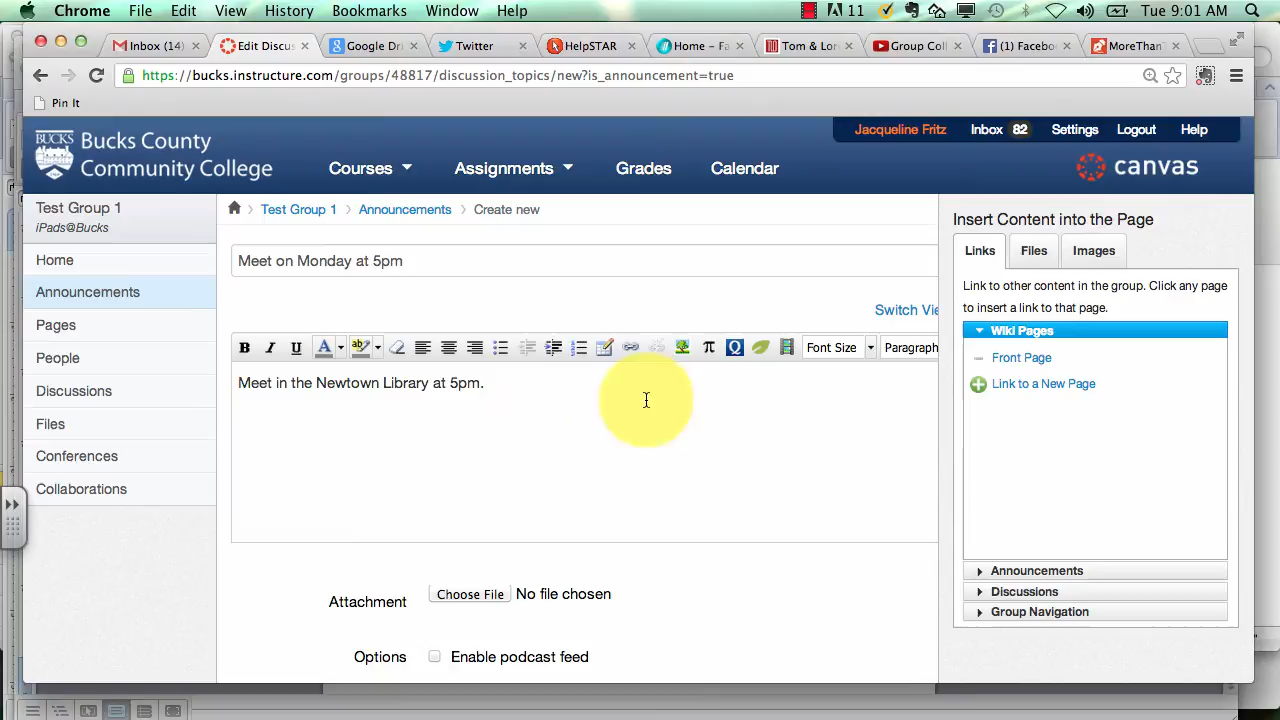 Chrome File Edit View History Bookmarks Window Help 11 Tue 9:01 AM
Inbox (14) Edit Discus Google Dr Twitter HelpSTAR Home – Fa Tom & Lor Group Coll (1) Faceboo MoreThan
https://bucks.instructure.com/groups/48817/discussion_topics/new?is_announcement=true
Pin It
Jacqueline Fritz Inbox 82 Settings Logout Help
BUCKS
Bucks County
Community College
Courses Assignments Grades Calendar
canvas
Test Group 1
iPads@Bucks
Home
Announcements
Pages
People
Discussions
Files
Conferences
Collaborations
Test Group 1 Announcements Create new
Meet on Monday at 5pm
Switch Vie
B I U A ab π Q Font Size Paragraph
Meet in the Newtown Library at 5pm.
Attachment Choose File No file chosen
Options Enable podcast feed
Insert Content into the Page
Links Files Images
Link to other content in the group. Click any page
to insert a link to that page.
Wiki Pages
Front Page
Link to a New Page
Announcements
Discussions
Group Navigation